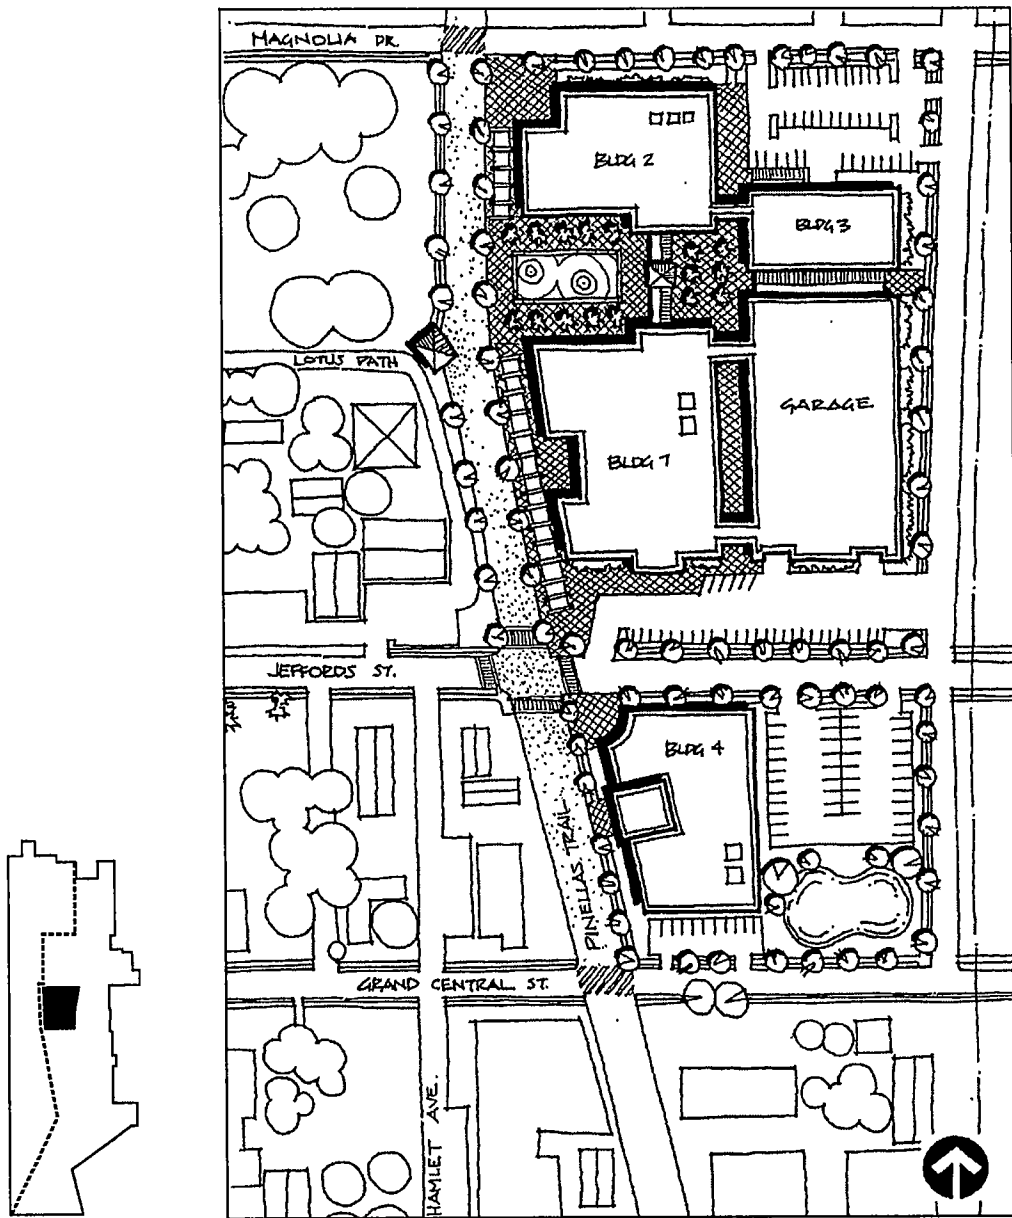 MAGNOLIA DR.
BLDG 2
BLDG 3
LOTUS PATH
GARAGE
BLDG 1
JEFFORDS ST.
BLDG 4
PINELLAS TRAIL
GRAND CENTRAL ST.
HAMLET AVE.